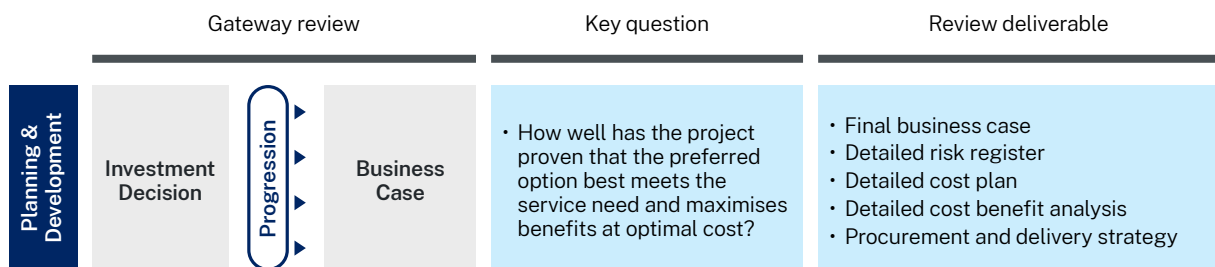 Gateway review
Key question
Review deliverable
Planning &
Development
Investment
Decision
Progression
Business
Case
• How well has the project
proven that the preferred
option best meets the
service need and maximises
benefits at optimal cost?
• Final business case
• Detailed risk register
• Detailed cost plan
• Detailed cost benefit analysis
• Procurement and delivery strategy